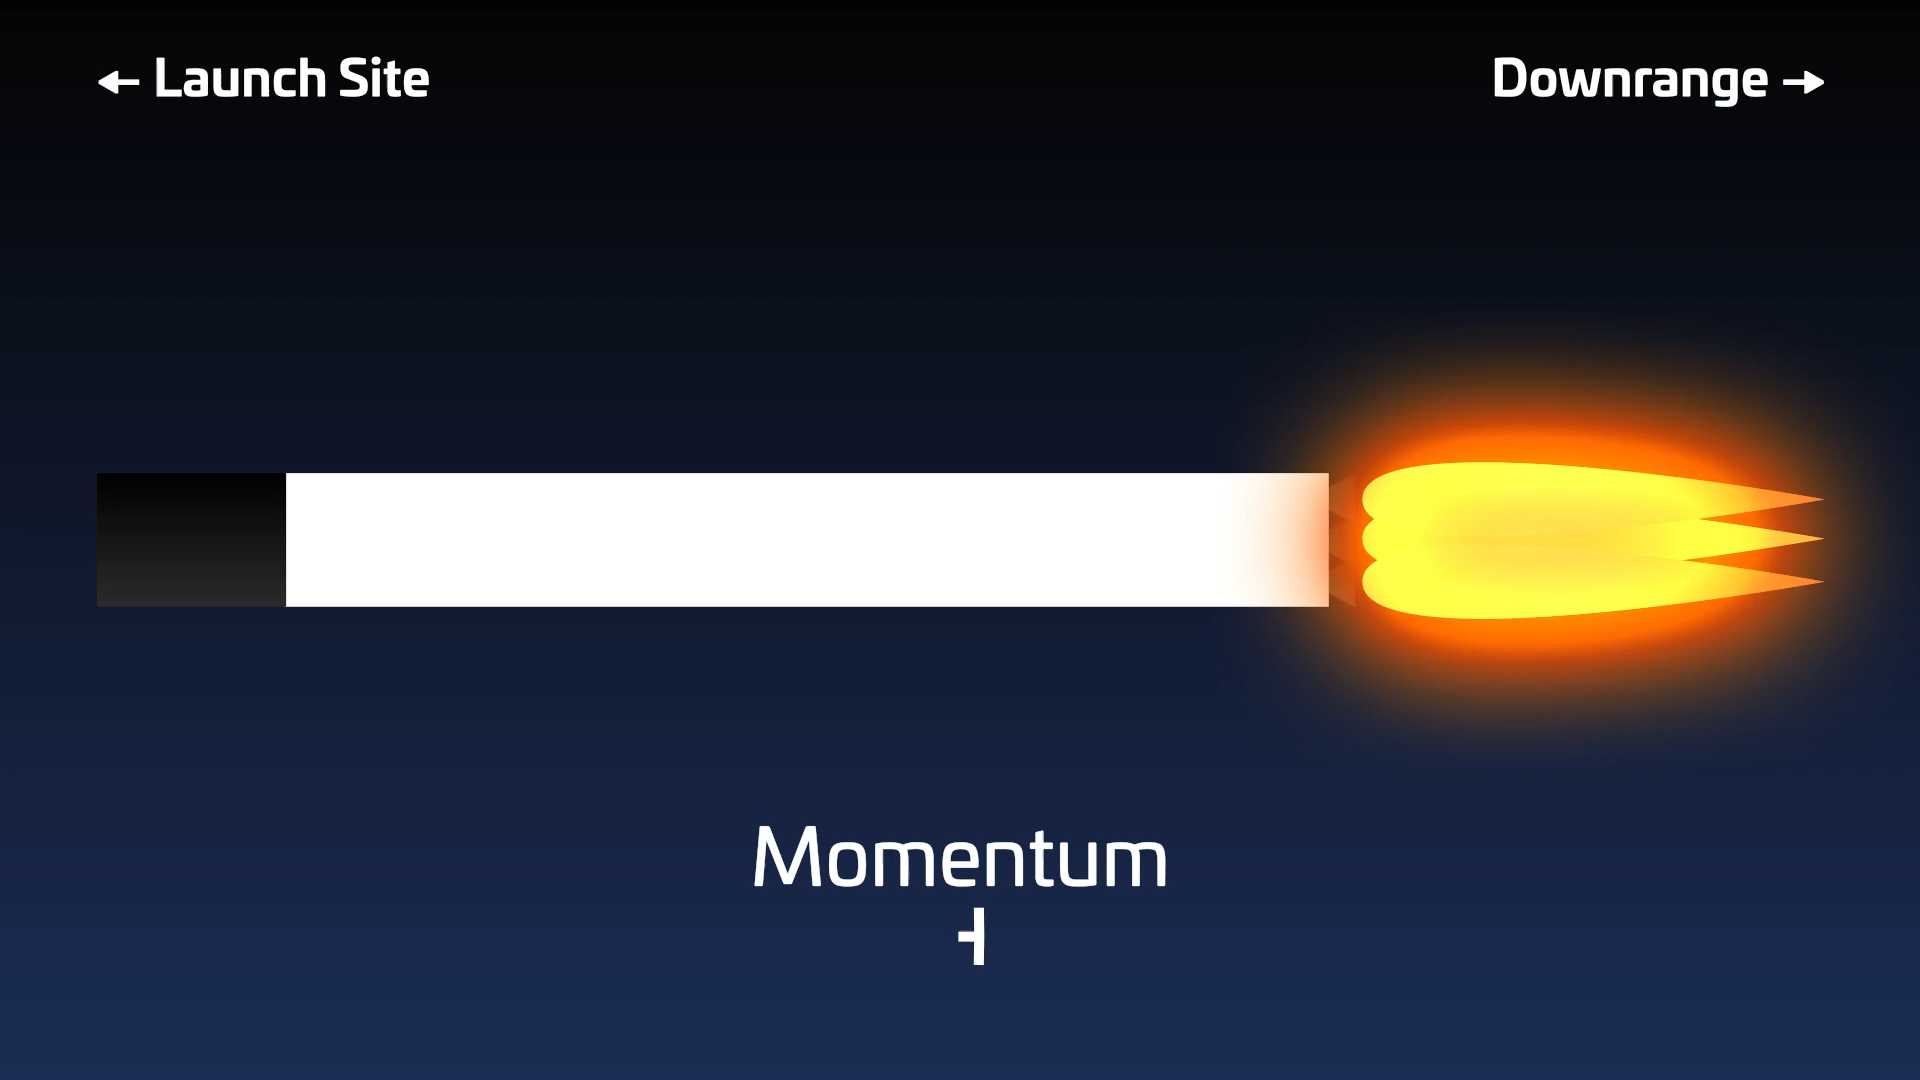 ← Launch Site
Downrange →
Momentum